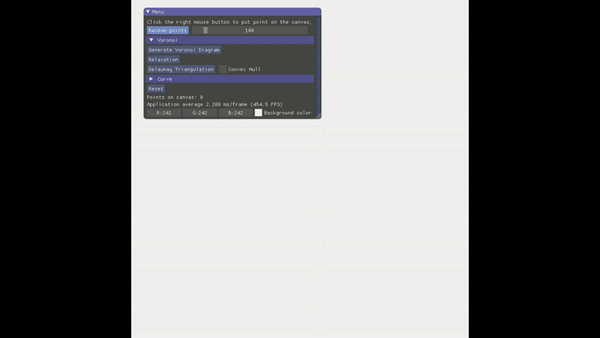 Menu
Click the right mouse button to put point on the canvas,
Random points
Voronoi
Generate Voronoi Diagram
Relaxation
Delaunay Triangulation Convex Hull
Curve
Reset
Points on canvas: 0
Application average 2.200 ms/frame (454.5 FPS)
R:242 G:242 B:242 Background color